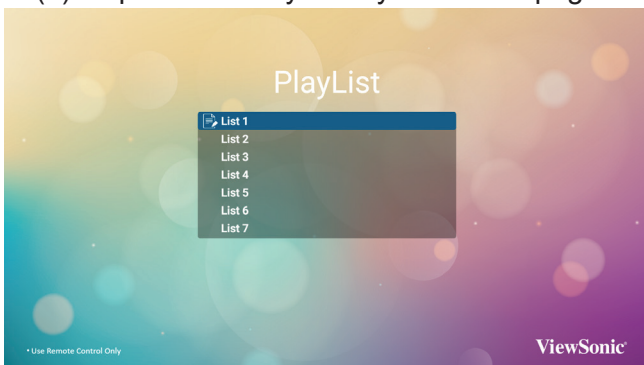 PlayList
List 1
List 2
List 3
List 4
List 5
List 6
List 7
• Use Remote Control Only
ViewSonic®